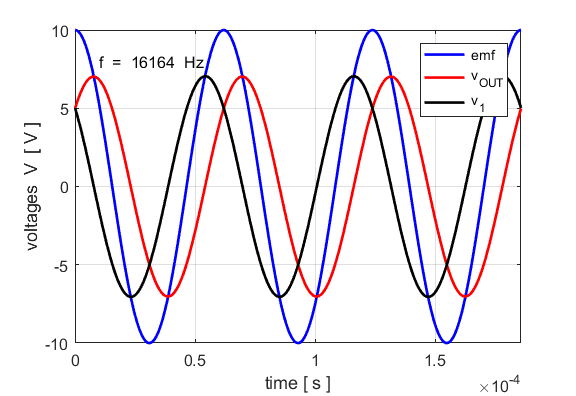 10
5
0
-5
-10
voltages V [ V ]
f = 16164 Hz
emf
v_OUT
v_1
0
0.5
1
1.5
time [ s ]
×10^-4